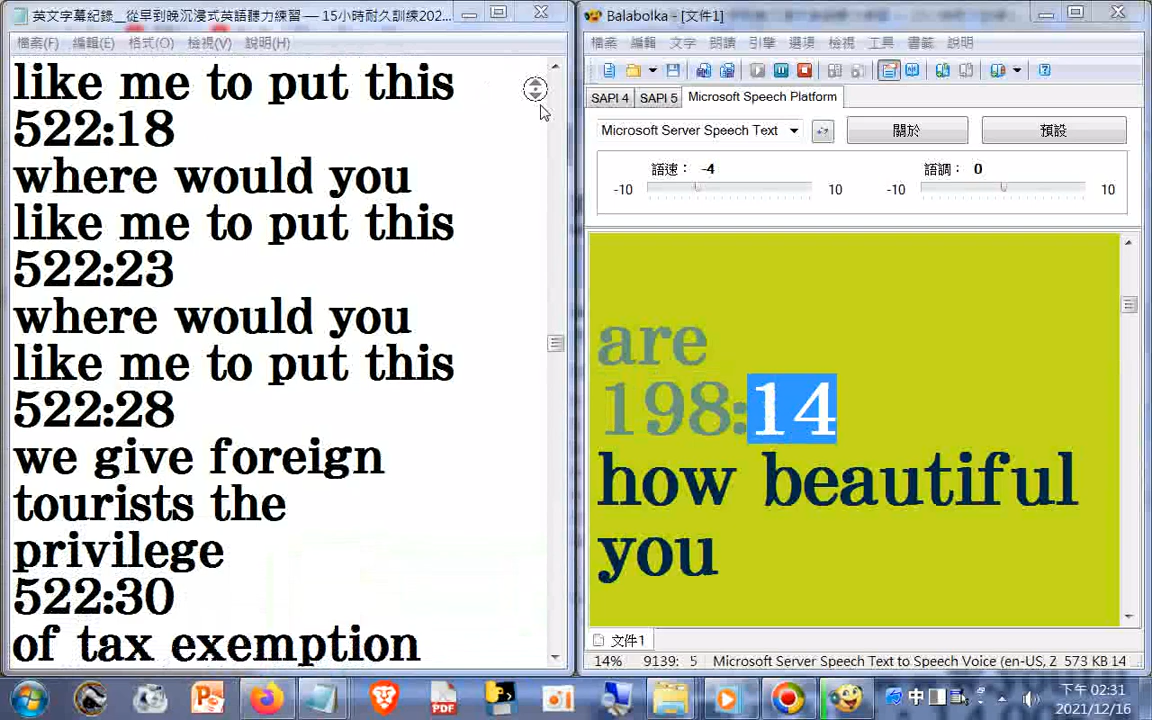 英文字幕紀錄__從早到晚沉浸式英語聽力練習 — 15小時耐久訓練202...
檔案(F) 編輯(E) 格式(O) 檢視(V) 說明(H)
like me to put this
522:18
where would you
like me to put this
522:23
where would you
like me to put this
522:28
we give foreign
tourists the
privilege
522:30
of tax exemption
Balabolka - [文件1]
檔案 編輯 文字 朗讀 引擎 選項 檢視 工具 書籤 說明
SAPI 4 SAPI 5 Microsoft Speech Platform
Microsoft Server Speech Text 關於 預設
語速： -4 語調： 0
-10 10 -10 10
are
198:14
how beautiful
you
文件1
14% 9139: 5 Microsoft Server Speech Text to Speech Voice (en-US, 2 573 KB 14
中
下午 02:31
2021/12/16